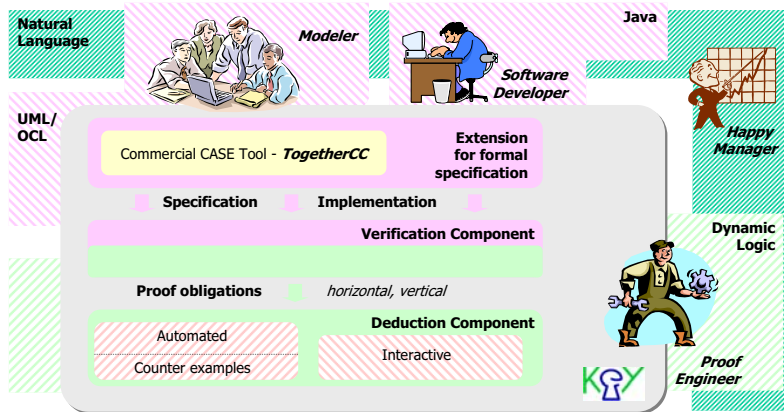 Natural
Language
Modeler
Java
Software
Developer
UML/
OCL
Happy
Manager
Commercial CASE Tool - TogetherCC
Extension
for formal
specification
Specification
Implementation
Verification Component
Dynamic
Logic
Proof obligations
horizontal, vertical
Deduction Component
Automated
Counter examples
Interactive
Proof
Engineer
KeY